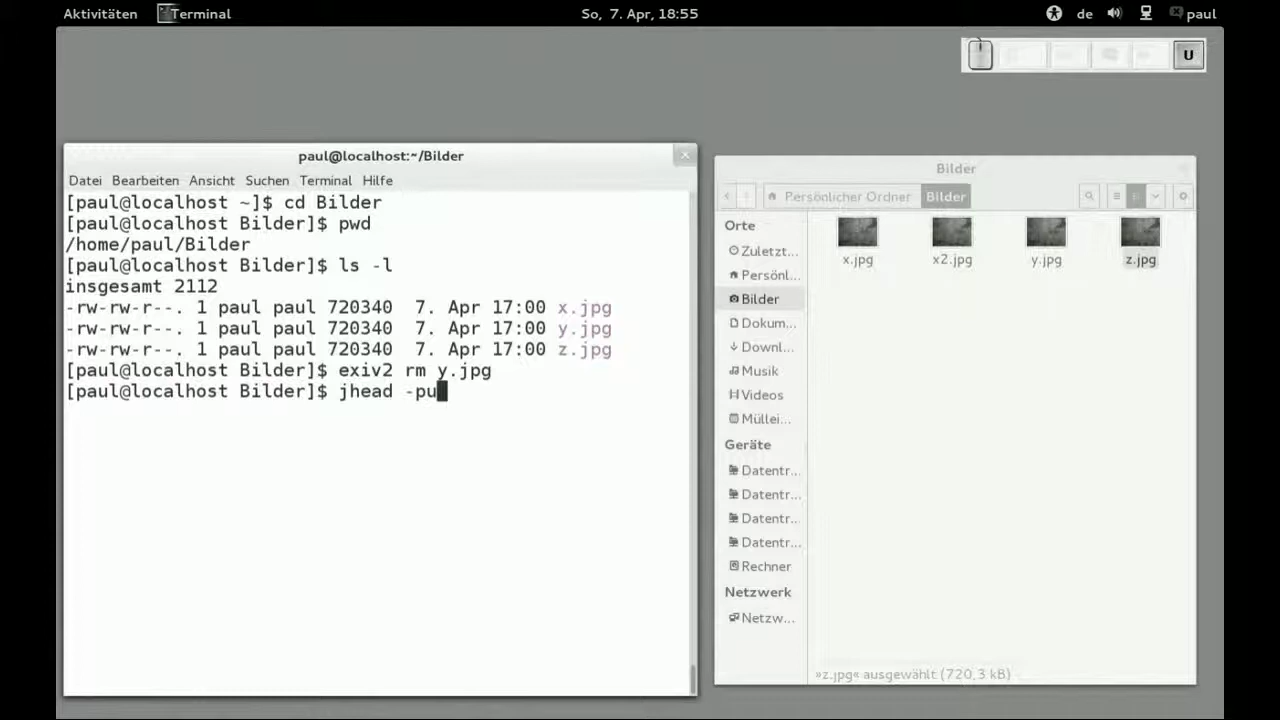 Aktivitäten Terminal So, 7. Apr, 18:55 de paul
U
paul@localhost:~/Bilder
Datei Bearbeiten Ansicht Suchen Terminal Hilfe
[paul@localhost ~]$ cd Bilder
[paul@localhost Bilder]$ pwd
/home/paul/Bilder
[paul@localhost Bilder]$ ls -l
insgesamt 2112
-rw-rw-r--. 1 paul paul 720340  7. Apr 17:00 x.jpg
-rw-rw-r--. 1 paul paul 720340  7. Apr 17:00 y.jpg
-rw-rw-r--. 1 paul paul 720340  7. Apr 17:00 z.jpg
[paul@localhost Bilder]$ exiv2 rm y.jpg
[paul@localhost Bilder]$ jhead -pu
Bilder
Persönlicher Ordner Bilder
Orte
Zuletzt...
Persönl...
Bilder
Dokum...
Downl...
Musik
Videos
Müllei...
Geräte
Datentr...
Datentr...
Datentr...
Datentr...
Rechner
Netzwerk
Netzw...
x.jpg x2.jpg y.jpg z.jpg
»z.jpg« ausgewählt (720,3 kB)